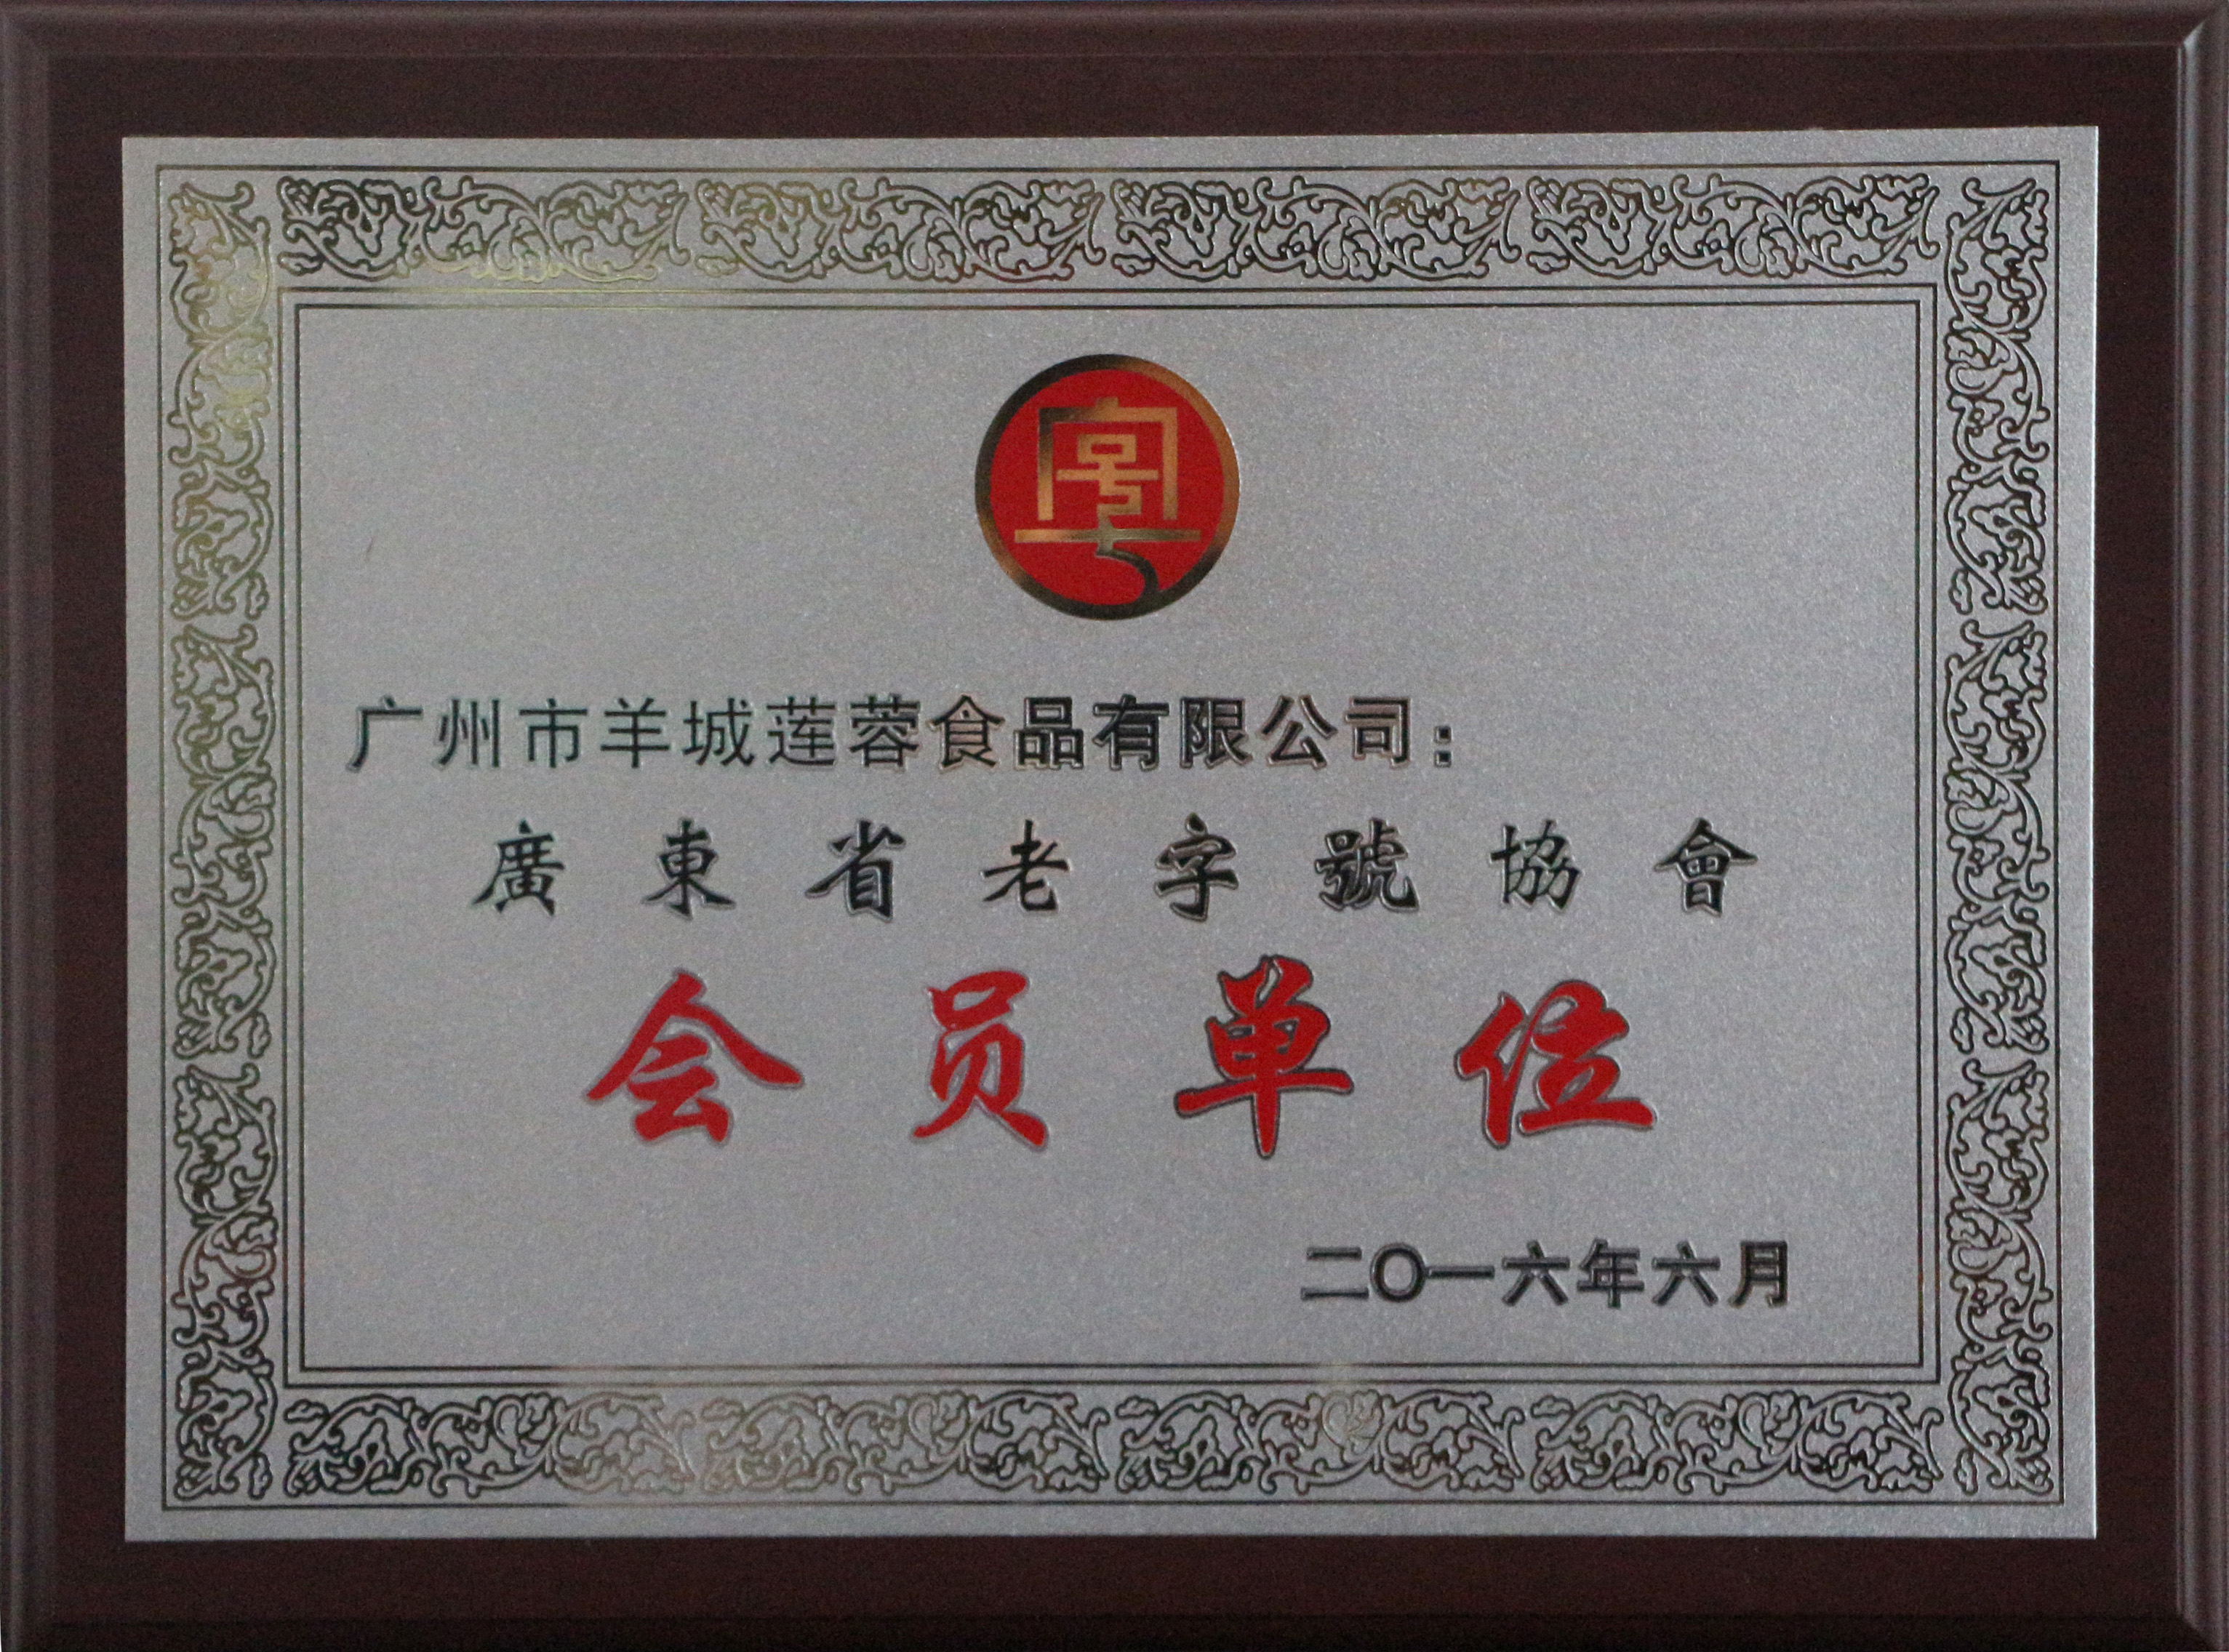 广州市羊城莲蓉食品有限公司：
廣東省老字號協會
会员单位
二〇一六年六月